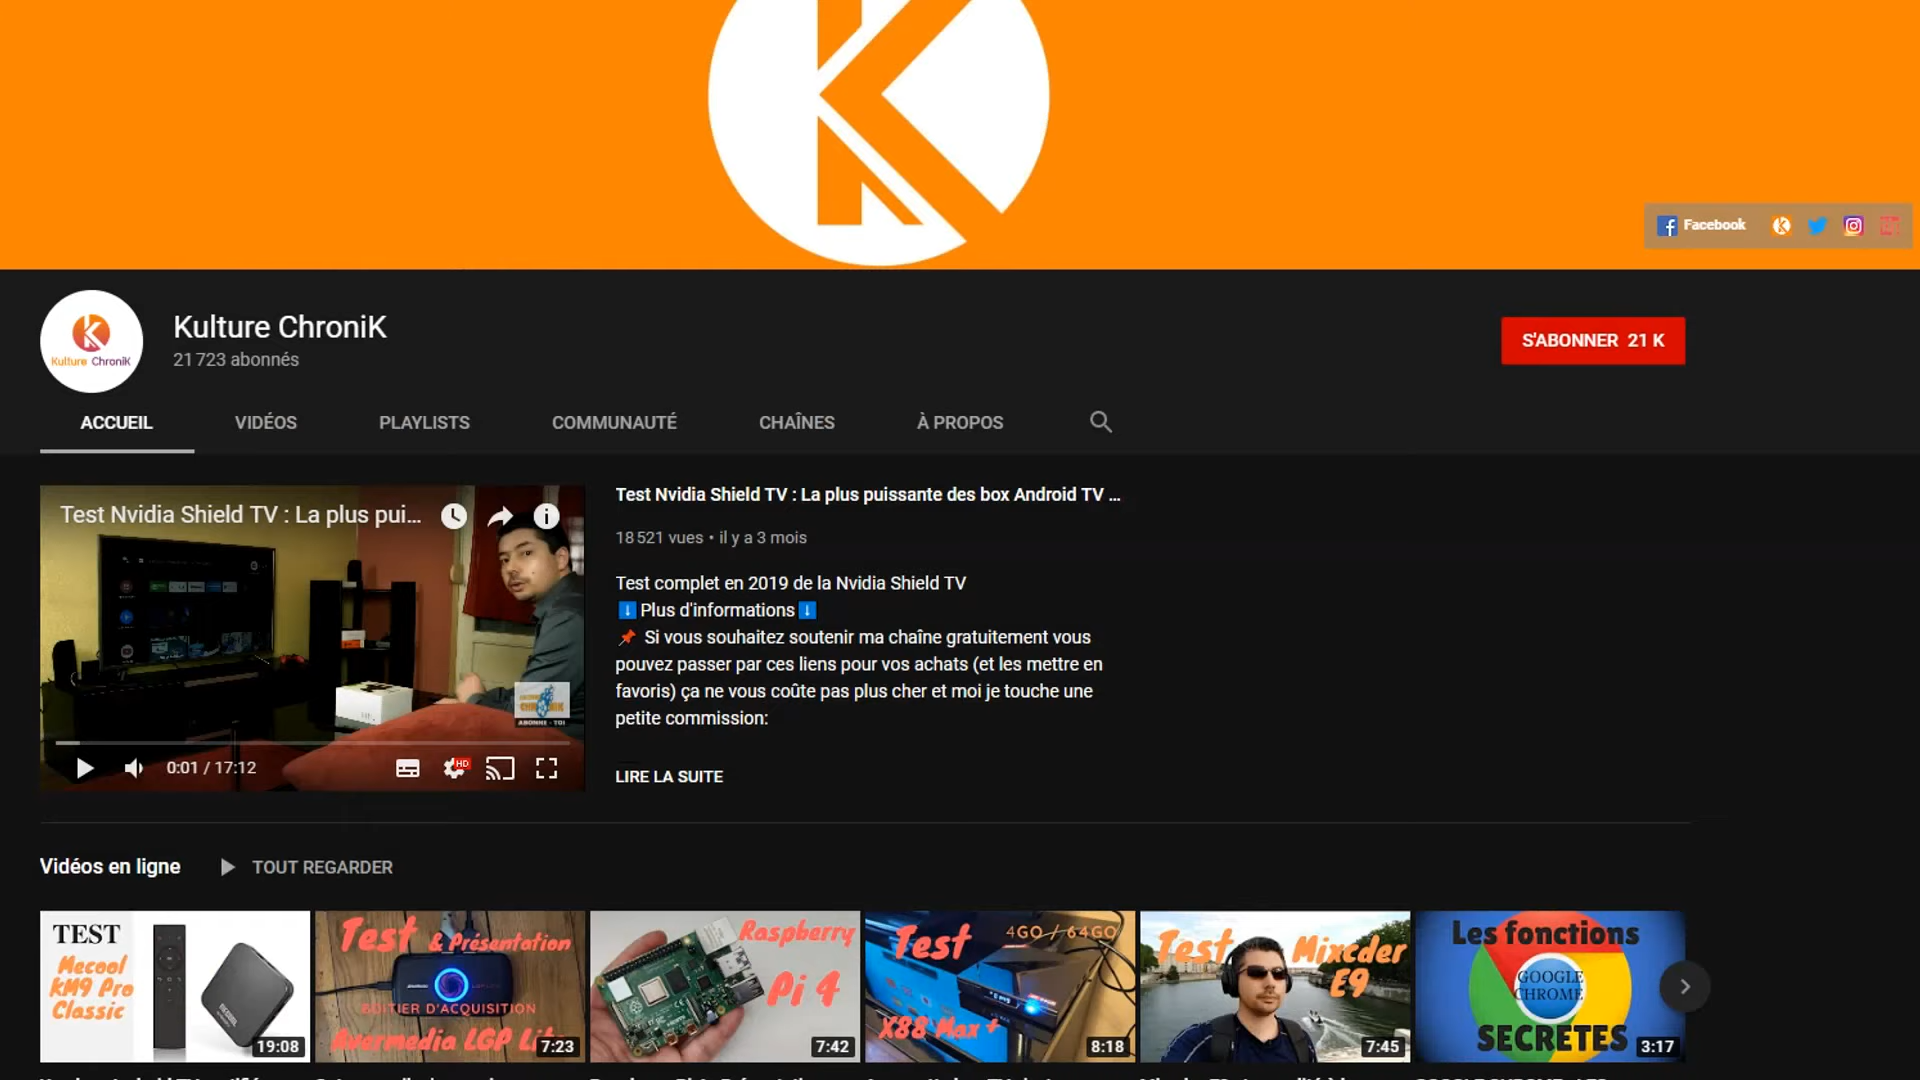 Facebook
Kulture ChroniK
Kulture ChroniK
21 723 abonnés
S'ABONNER 21 K
ACCUEIL
VIDÉOS
PLAYLISTS
COMMUNAUTÉ
CHAÎNES
À PROPOS
Test Nvidia Shield TV : La plus pui...
ABONNE - TOI
0:01 / 17:12
HD
Test Nvidia Shield TV : La plus puissante des box Android TV ...
18 521 vues • il y a 3 mois
Test complet en 2019 de la Nvidia Shield TV
Plus d'informations
Si vous souhaitez soutenir ma chaîne gratuitement vous
pouvez passer par ces liens pour vos achats (et les mettre en
favoris) ça ne vous coûte pas plus cher et moi je touche une
petite commission:
LIRE LA SUITE
Vidéos en ligne
TOUT REGARDER
TEST
Mecool
KM9 Pro
Classic
19:08
Test & Présentation
BOITIER D'ACQUISITION
Avermedia LGP
7:23
Raspberry
Pi 4
7:42
Test
4GO / 64GO
X88 Max +
8:18
Test Mixcder
E9
7:45
Les fonctions
GOOGLE
CHROME
SECRETES
3:17